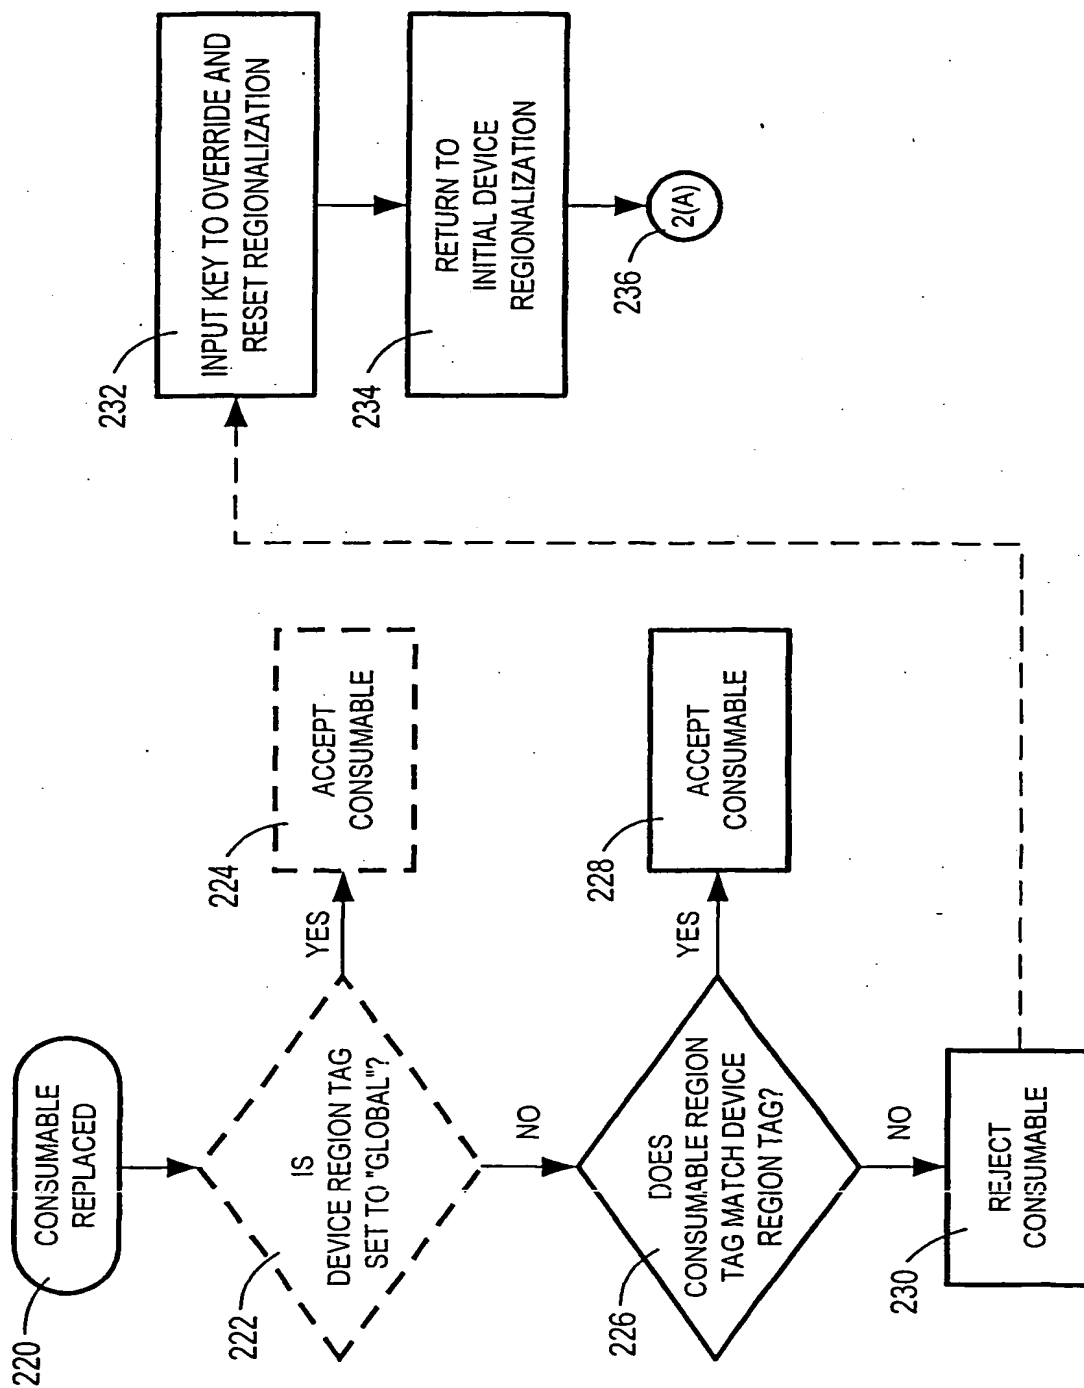 220
CONSUMABLE
REPLACED
222
IS
DEVICE REGION TAG
SET TO "GLOBAL"?
YES
224
ACCEPT
CONSUMABLE
NO
226
DOES
CONSUMABLE REGION
TAG MATCH DEVICE
REGION TAG?
YES
228
ACCEPT
CONSUMABLE
NO
230
REJECT
CONSUMABLE
232
INPUT KEY TO OVERRIDE AND
RESET REGIONALIZATION
234
RETURN TO
INITIAL DEVICE
REGIONALIZATION
236
2(A)